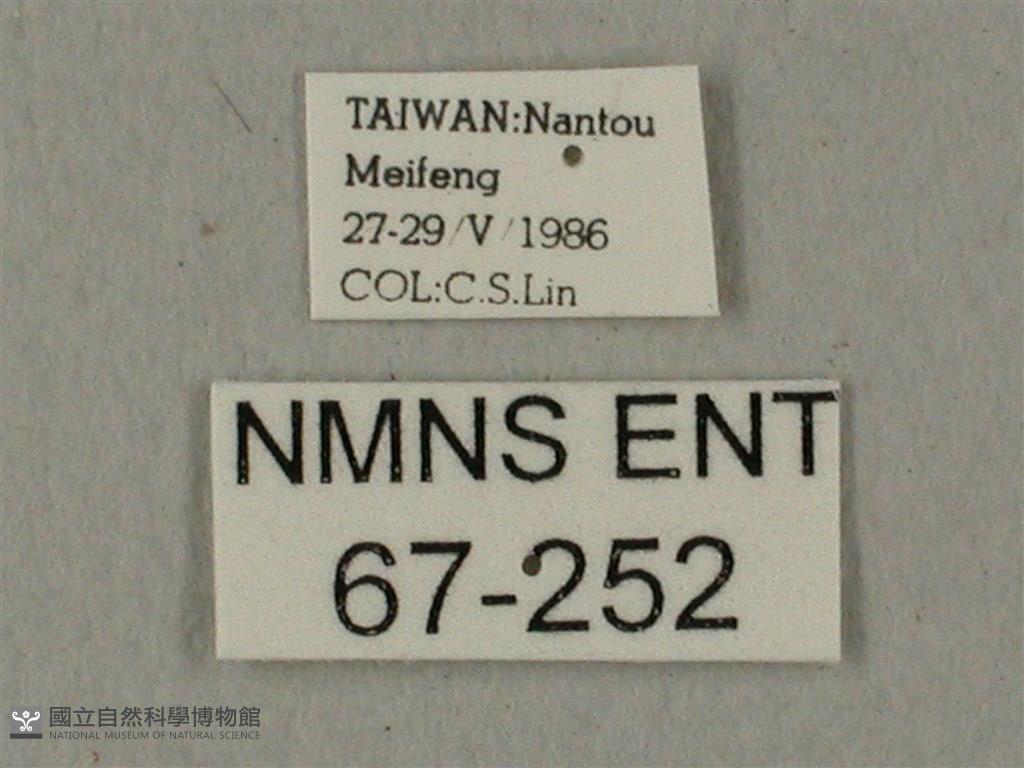 TAIWAN:Nantou
Meifeng
27-29/V/1986
COL:C.S.Lin
NMNS ENT
67-252
國立自然科學博物館
NATIONAL MUSEUM OF NATURAL SCIENCE